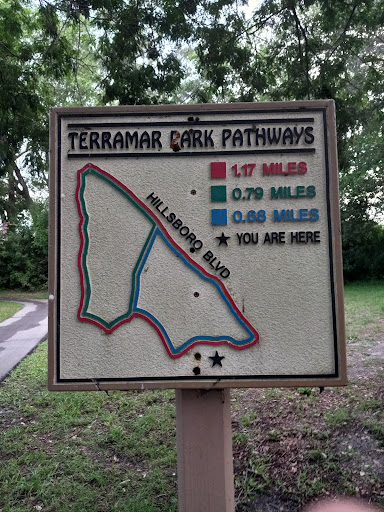 TERRAMAR PARK PATHWAYS
1.17 MILES
0.79 MILES
0.68 MILES
★ YOU ARE HERE
HILLSBORO BLVD